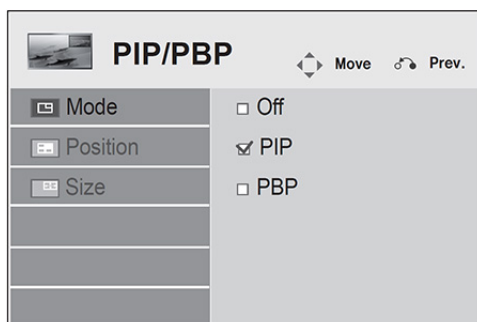 PIP/PBP Move Prev.
Mode
Position
Size
Off
PIP
PBP